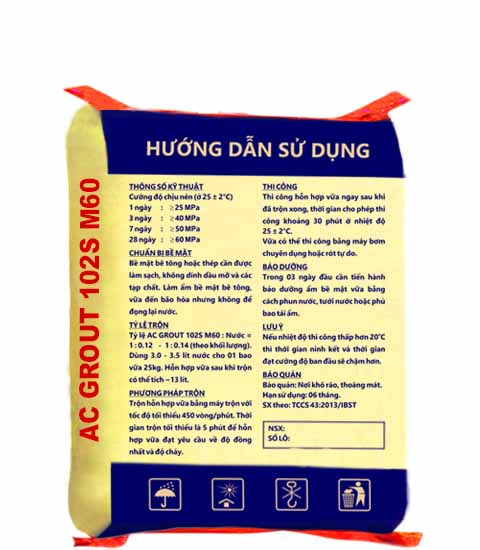 AC GROUT 102S M60
HƯỚNG DẪN SỬ DỤNG
THÔNG SỐ KỸ THUẬT
Cường độ chịu nén (ở 25 ± 2°C)
1 ngày : ≥ 25 MPa
3 ngày : ≥ 40 MPa
7 ngày : ≥ 50 MPa
28 ngày : ≥ 60 MPa
CHUẨN BỊ BỀ MẶT
Bề mặt bê tông hoặc thép cần được
làm sạch, không dính dầu mỡ và các
tạp chất. Làm ẩm bề mặt bê tông,
vữa đến bão hòa nhưng không để
đọng lại nước.
TỶ LỆ TRỘN
Tỷ lệ AC GROUT 102S M60 : Nước =
1 : 0.12 - 1 : 0.14 (theo khối lượng).
Dùng 3.0 - 3.5 lít nước cho 01 bao
vữa 25kg. Hỗn hợp vữa sau khi trộn
có thể tích ~13 lít.
PHƯƠNG PHÁP TRỘN
Trộn hỗn hợp vữa bằng máy trộn với
tốc độ tối thiểu 450 vòng/phút. Thời
gian trộn tối thiểu là 5 phút để hỗn
hợp vữa đạt yêu cầu về độ đồng
nhất và độ chảy.
THI CÔNG
Thi công hỗn hợp vữa ngay sau khi
đã trộn xong, thời gian cho phép thi
công khoảng 30 phút ở nhiệt độ
25 ± 2°C.
Vữa có thể thi công bằng máy bơm
chuyên dụng hoặc rót tự do.
BẢO DƯỠNG
Trong 03 ngày đầu cần tiến hành
bảo dưỡng ẩm bề mặt vữa bằng
cách phun nước, tưới nước hoặc phủ
bao tải ẩm.
LƯU Ý
Nếu nhiệt độ thi công thấp hơn 20°C
thì thời gian ninh kết và thời gian
đạt cường độ ban đầu sẽ chậm hơn.
BẢO QUẢN
Bảo quản: Nơi khô ráo, thoáng mát.
Hạn sử dụng: 06 tháng.
SX theo: TCCS 43:2013/IBST
NSX:
SỐ LÔ: